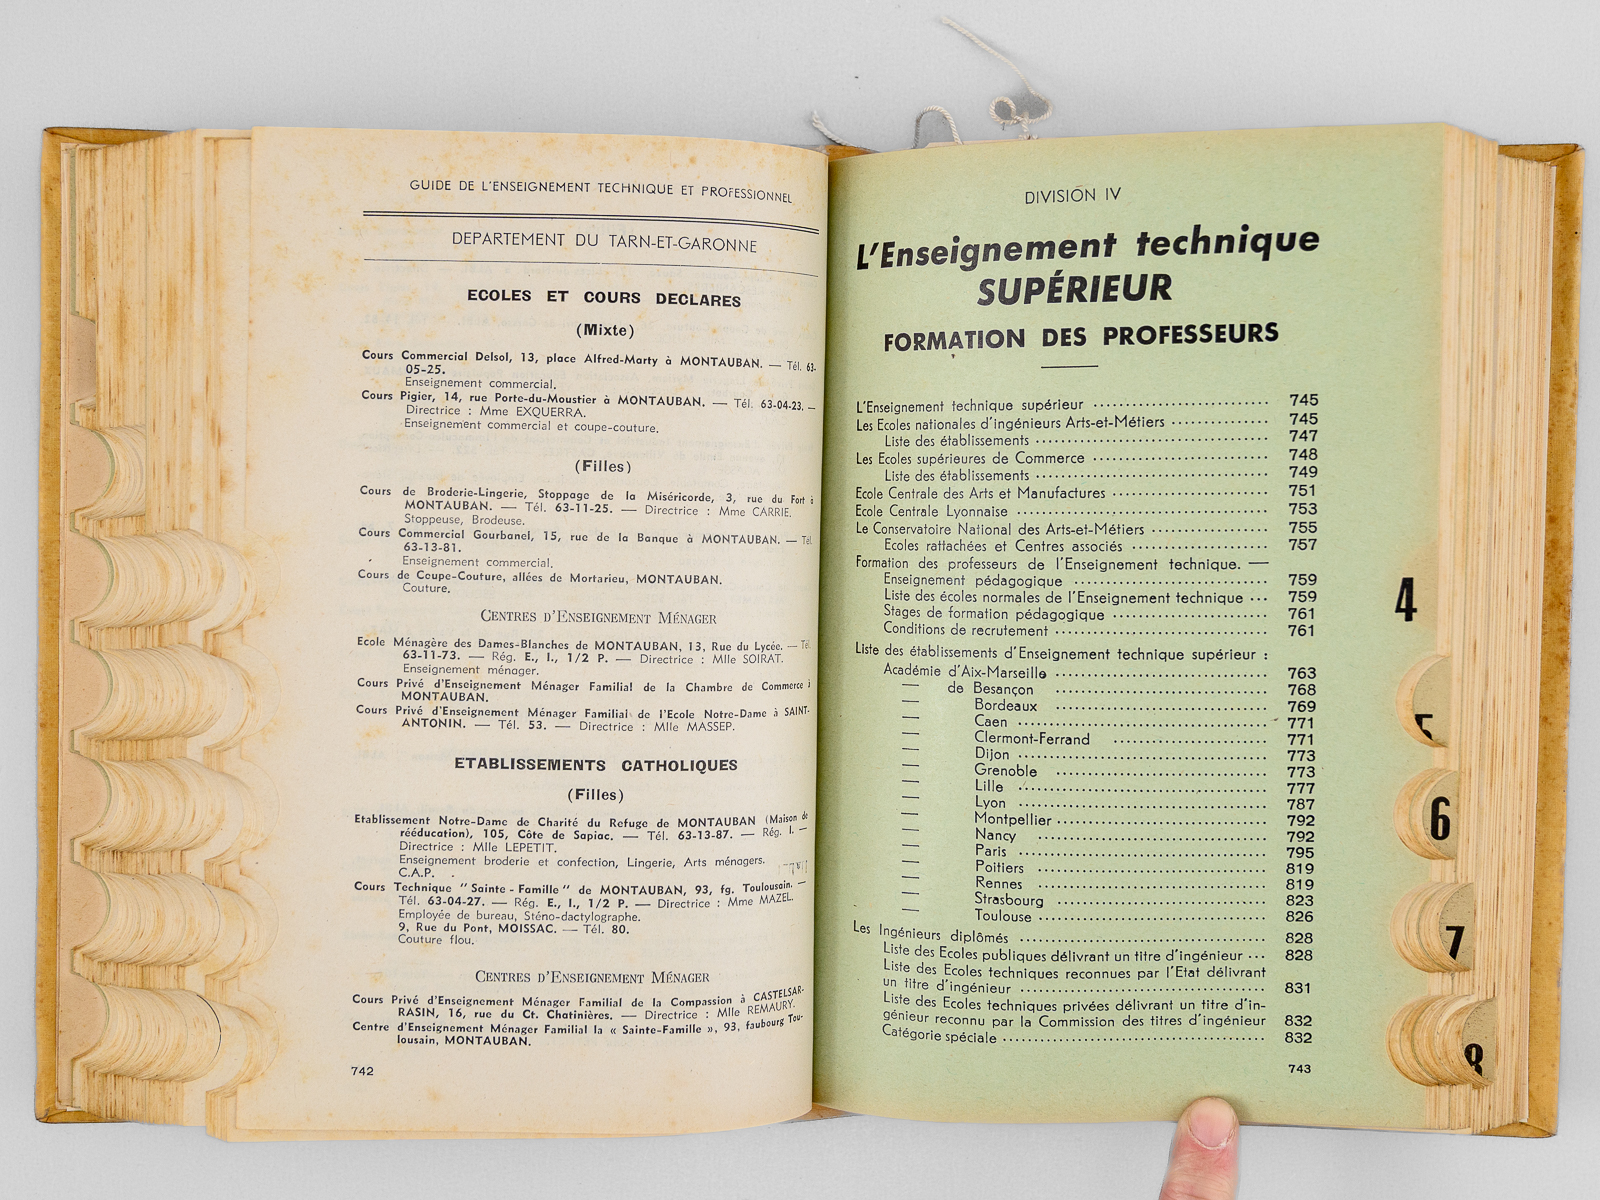 GUIDE DE L'ENSEIGNEMENT TECHNIQUE ET PROFESSIONNEL
DEPARTEMENT DU TARN-ET-GARONNE
ECOLES ET COURS DECLARES
(Mixte)
Cours Commercial Delsol, 13, place Alfred-Marty à MONTAUBAN. — Tél. 63-
05-25.
Enseignement commercial.
Cours Pigier, 14, rue Porte-du-Moustier à MONTAUBAN. — Tél. 63-04-23. —
Directrice : Mme EXQUERRA.
Enseignement commercial et coupe-couture.
(Filles)
Cours de Broderie-Lingerie, Stoppage de la Miséricorde, 3, rue du Fort à
MONTAUBAN. — Tél. 63-11-25. — Directrice : Mme CARRIE.
Stoppeuse, Brodeuse.
Cours Commercial Gourbanel, 15, rue de la Banque à MONTAUBAN. — Tél.
63-13-81.
Enseignement commercial.
Cours de Coupe-Couture, allées de Mortarieu, MONTAUBAN.
Couture.
CENTRES D'ENSEIGNEMENT MÉNAGER
Ecole Ménagère des Dames-Blanches de MONTAUBAN, 13, Rue du Lycée. — Tél.
63-11-73. — Rég. E., I., 1/2 P. — Directrice : Mlle SOIRAT.
Enseignement ménager.
Cours Privé d'Enseignement Ménager Familial de la Chambre de Commerce à
MONTAUBAN.
Cours Privé d'Enseignement Ménager Familial de l'Ecole Notre-Dame à SAINT-
ANTONIN. — Tél. 53. — Directrice : Mlle MASSEP.
ETABLISSEMENTS CATHOLIQUES
(Filles)
Etablissement Notre-Dame de Charité du Refuge de MONTAUBAN (Maison de
rééducation), 105, Côte de Sapiac. — Tél. 63-13-87. — Rég. I. —
Directrice : Mlle LEPETIT.
Enseignement broderie et confection, Lingerie, Arts ménagers.
C.A.P.
Cours Technique "Sainte-Famille" de MONTAUBAN, 93, fg. Toulousain. —
Tél. 63-04-27. — Rég. E., I., 1/2 P. — Directrice : Mme MAZEL.
Employée de bureau, Sténo-dactylographe.
9, Rue du Pont, MOISSAC. — Tél. 80.
Couture flou.
CENTRES D'ENSEIGNEMENT MÉNAGER
Cours Privé d'Enseignement Ménager Familial de la Compassion à CASTELSAR-
RASIN, 16, rue du Ct. Chatinières. — Directrice : Mlle REMAURY.
Centre d'Enseignement Ménager Familial la « Sainte-Famille », 93, faubourg Tou-
lousain, MONTAUBAN.
742
DIVISION IV
L'Enseignement technique
SUPÉRIEUR
FORMATION DES PROFESSEURS
L'Enseignement technique supérieur .......... 745
Les Ecoles nationales d'ingénieurs Arts-et-Métiers .......... 745
Liste des établissements .......... 747
Les Ecoles supérieures de Commerce .......... 748
Liste des établissements .......... 749
Ecole Centrale des Arts et Manufactures .......... 751
Ecole Centrale Lyonnaise .......... 753
Le Conservatoire National des Arts-et-Métiers .......... 755
Ecoles rattachées et Centres associés .......... 757
Formation des professeurs de l'Enseignement technique. —
Enseignement pédagogique .......... 759
Liste des écoles normales de l'Enseignement technique ... 759
Stages de formation pédagogique .......... 761
Conditions de recrutement .......... 761
Liste des établissements d'Enseignement technique supérieur :
Académie d'Aix-Marseille .......... 763
— de Besançon .......... 768
— Bordeaux .......... 769
— Caen .......... 771
— Clermont-Ferrand .......... 771
— Dijon .......... 773
— Grenoble .......... 773
— Lille .......... 777
— Lyon .......... 787
— Montpellier .......... 792
— Nancy .......... 792
— Paris .......... 795
— Poitiers .......... 819
— Rennes .......... 819
— Strasbourg .......... 823
— Toulouse .......... 826
Les Ingénieurs diplômés .......... 828
Liste des Ecoles publiques délivrant un titre d'ingénieur ... 828
Liste des Ecoles techniques reconnues par l'Etat délivrant
un titre d'ingénieur .......... 831
Liste des Ecoles techniques privées délivrant un titre d'in-
génieur reconnu par la Commission des titres d'ingénieur 832
Catégorie spéciale .......... 832
743
4
5
6
7
8